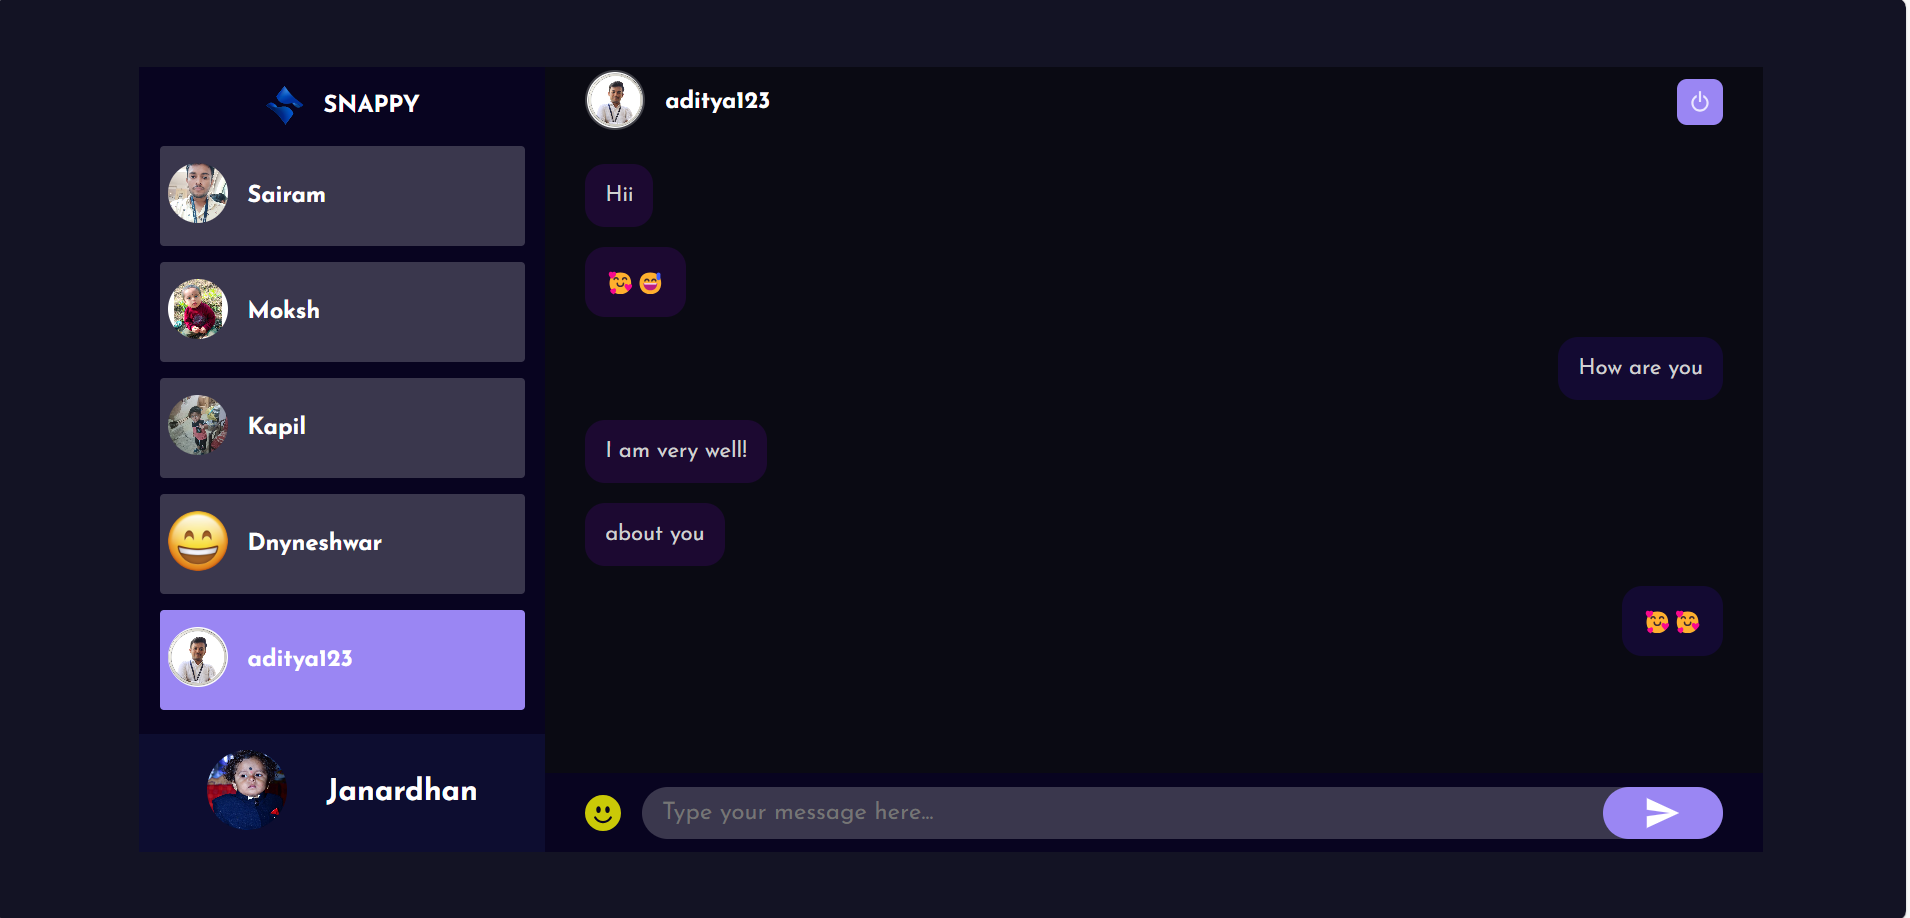 SNAPPY
Sairam
Moksh
Kapil
Dnyneshwar
aditya123
Janardhan
aditya123
Hii
🥰😅
How are you
I am very well!
about you
🥰🥰
Type your message here...